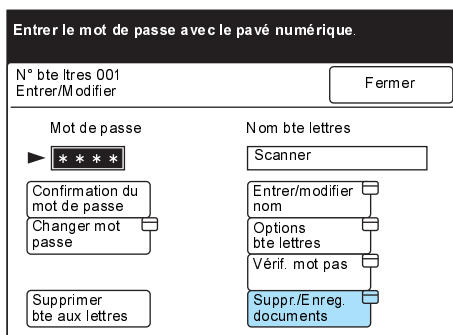 Entrer le mot de passe avec le pavé numérique.
N° bte ltres 001
Entrer/Modifier
Fermer
Mot de passe
Nom bte lettres
* * * *
Scanner
Confirmation du
mot de passe
Entrer/modifier
nom
Changer mot
passe
Options
bte lettres
Vérif. mot pas
Supprimer
bte aux lettres
Suppr./Enreg.
documents